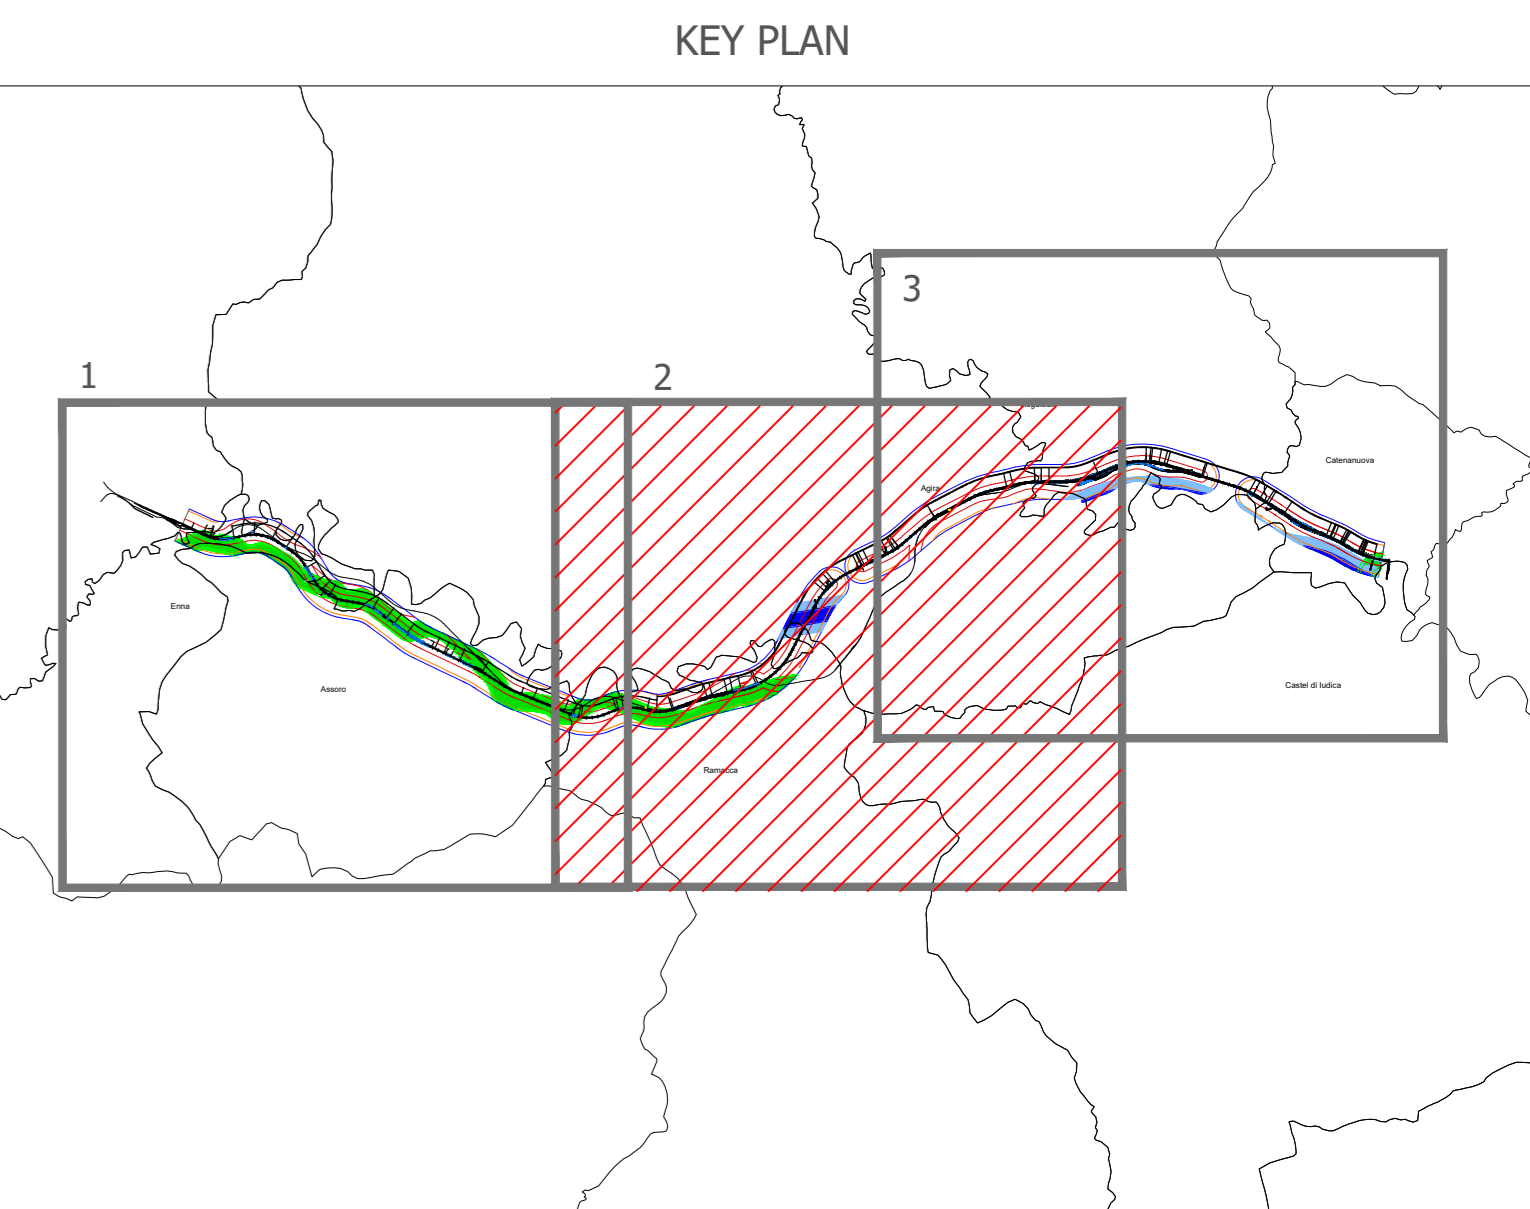 KEY PLAN
3
1
2
Catenanuova
Agira
Enna
Castel di Iudica
Assoro
Ramacca